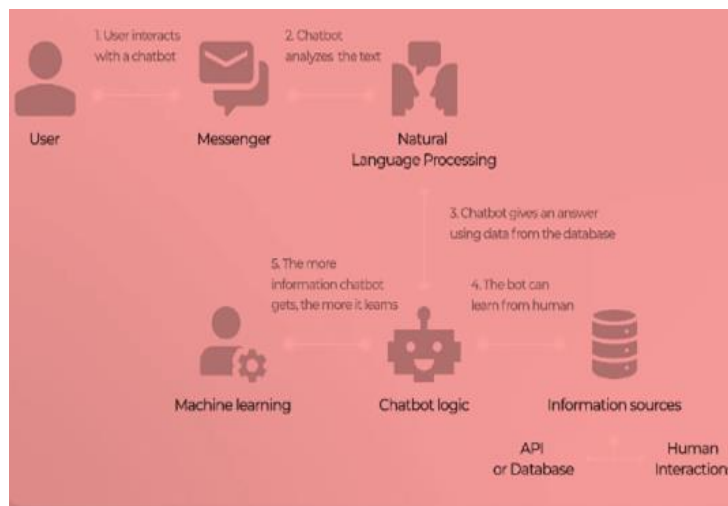 1. User interacts
with a chatbot
2. Chatbot
analyzes the text
User
Messenger
Natural
Language Processing
3. Chatbot gives an answer
using data from the database
5. The more
information chatbot
gets, the more it learns
4. The bot can
learn from human
Machine learning
Chatbot logic
Information sources
API
or Database
Human
Interaction